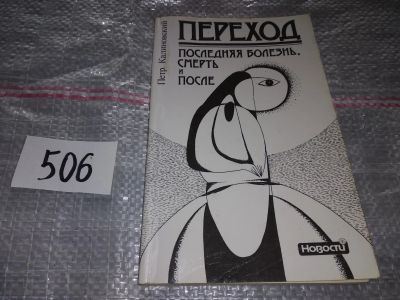 506
Петр Калиновский
ПЕРЕХОД
ПОСЛЕДНЯЯ БОЛЕЗНЬ,
СМЕРТЬ
и ПОСЛЕ
Новости